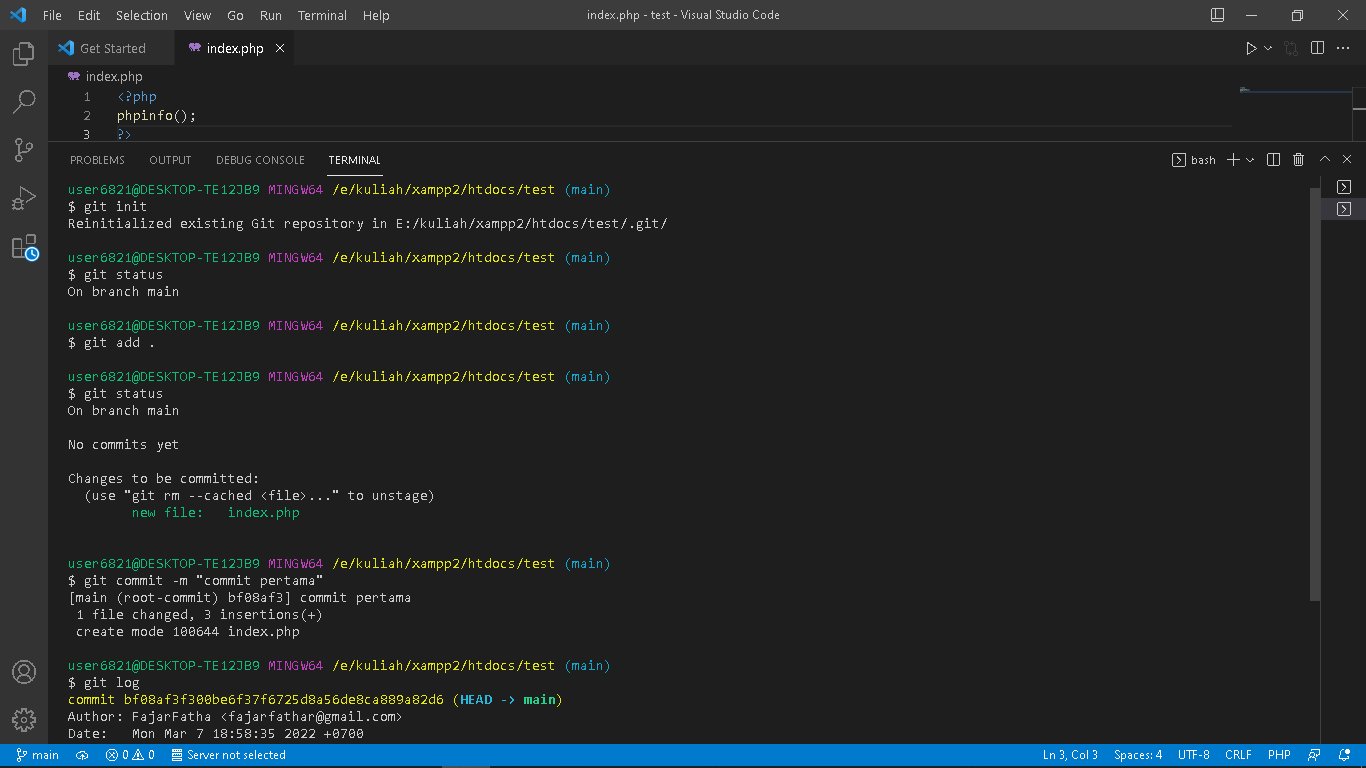 File Edit Selection View Go Run Terminal Help index.php - test - Visual Studio Code
Get Started index.php
index.php
1 <?php
2 phpinfo();
3 ?>
PROBLEMS OUTPUT DEBUG CONSOLE TERMINAL bash
user6821@DESKTOP-TE12JB9 MINGW64 /e/kuliah/xampp2/htdocs/test (main)
$ git init
Reinitialized existing Git repository in E:/kuliah/xampp2/htdocs/test/.git/
user6821@DESKTOP-TE12JB9 MINGW64 /e/kuliah/xampp2/htdocs/test (main)
$ git status
On branch main
user6821@DESKTOP-TE12JB9 MINGW64 /e/kuliah/xampp2/htdocs/test (main)
$ git add .
user6821@DESKTOP-TE12JB9 MINGW64 /e/kuliah/xampp2/htdocs/test (main)
$ git status
On branch main
No commits yet
Changes to be committed:
(use "git rm --cached <file>..." to unstage)
new file: index.php
user6821@DESKTOP-TE12JB9 MINGW64 /e/kuliah/xampp2/htdocs/test (main)
$ git commit -m "commit pertama"
[main (root-commit) bf08af3] commit pertama
1 file changed, 3 insertions(+)
create mode 100644 index.php
user6821@DESKTOP-TE12JB9 MINGW64 /e/kuliah/xampp2/htdocs/test (main)
$ git log
commit bf08af3f300be6f37f6725d8a56de8ca889a82d6 (HEAD -> main)
Author: FajarFatha <fajarfathar@gmail.com>
Date: Mon Mar 7 18:58:35 2022 +0700
main 0 0 Server not selected Ln 3, Col 3 Spaces: 4 UTF-8 CRLF PHP